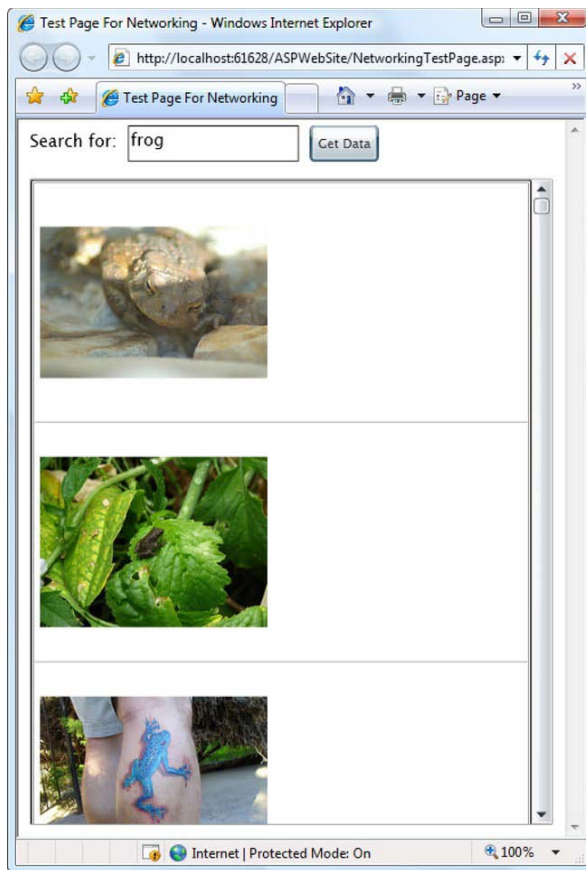 Test Page For Networking - Windows Internet Explorer
http://localhost:61628/ASPWebSite/NetworkingTestPage.asp
Test Page For Networking
Page
Search for: frog Get Data
Internet | Protected Mode: On 100%